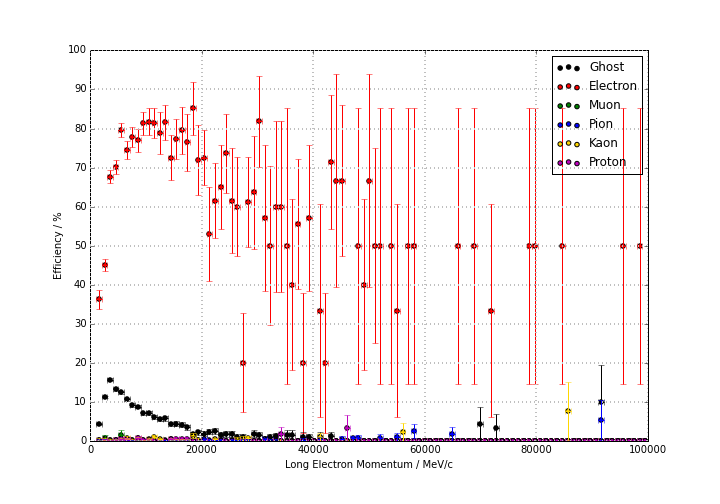 100
90
80
70
60
50
40
30
20
10
0
Efficiency / %
Ghost
Electron
Muon
Pion
Kaon
Proton
0 20000 40000 60000 80000 100000
Long Electron Momentum / MeV/c